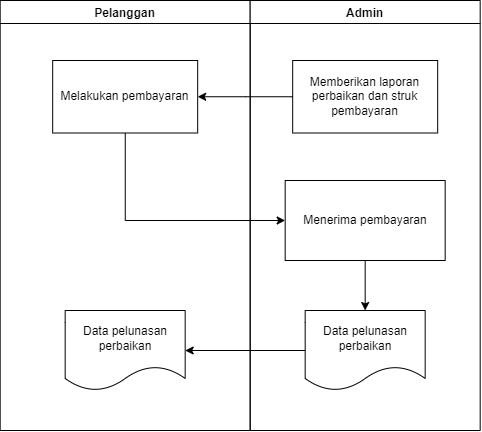 Pelanggan
Admin
Melakukan pembayaran
Memberikan laporan
perbaikan dan struk
pembayaran
Menerima pembayaran
Data pelunasan
perbaikan
Data pelunasan
perbaikan